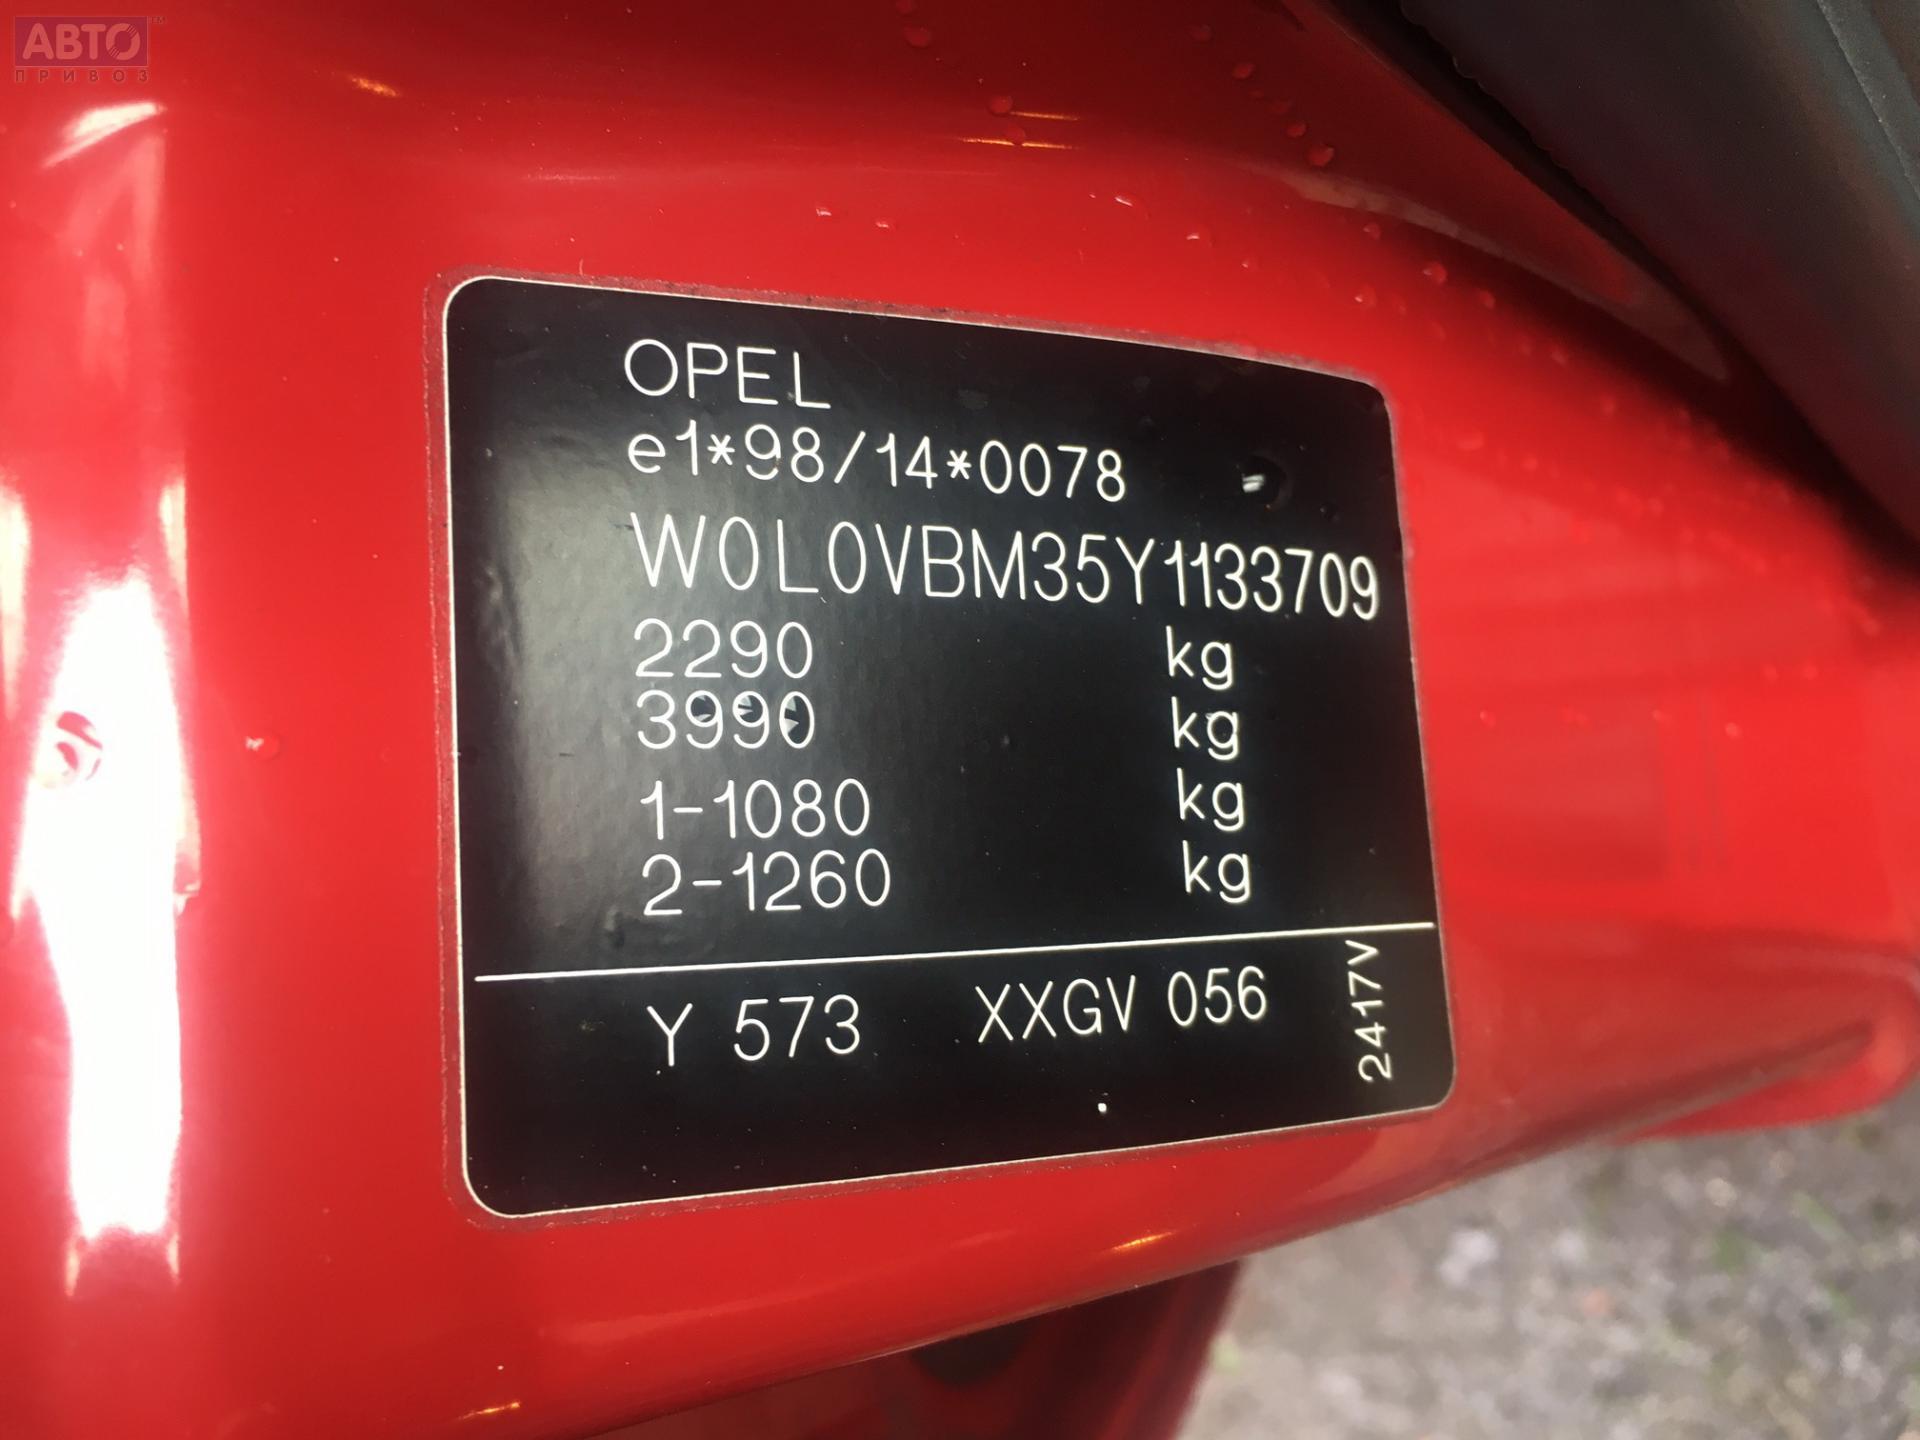 АВТО™
ПРИВОЗ
OPEL
e1*98/14*0078
W0L0VBM35Y1133709
2290 kg
3990 kg
1-1080 kg
2-1260 kg
Y 573 XXGV 056
2417V